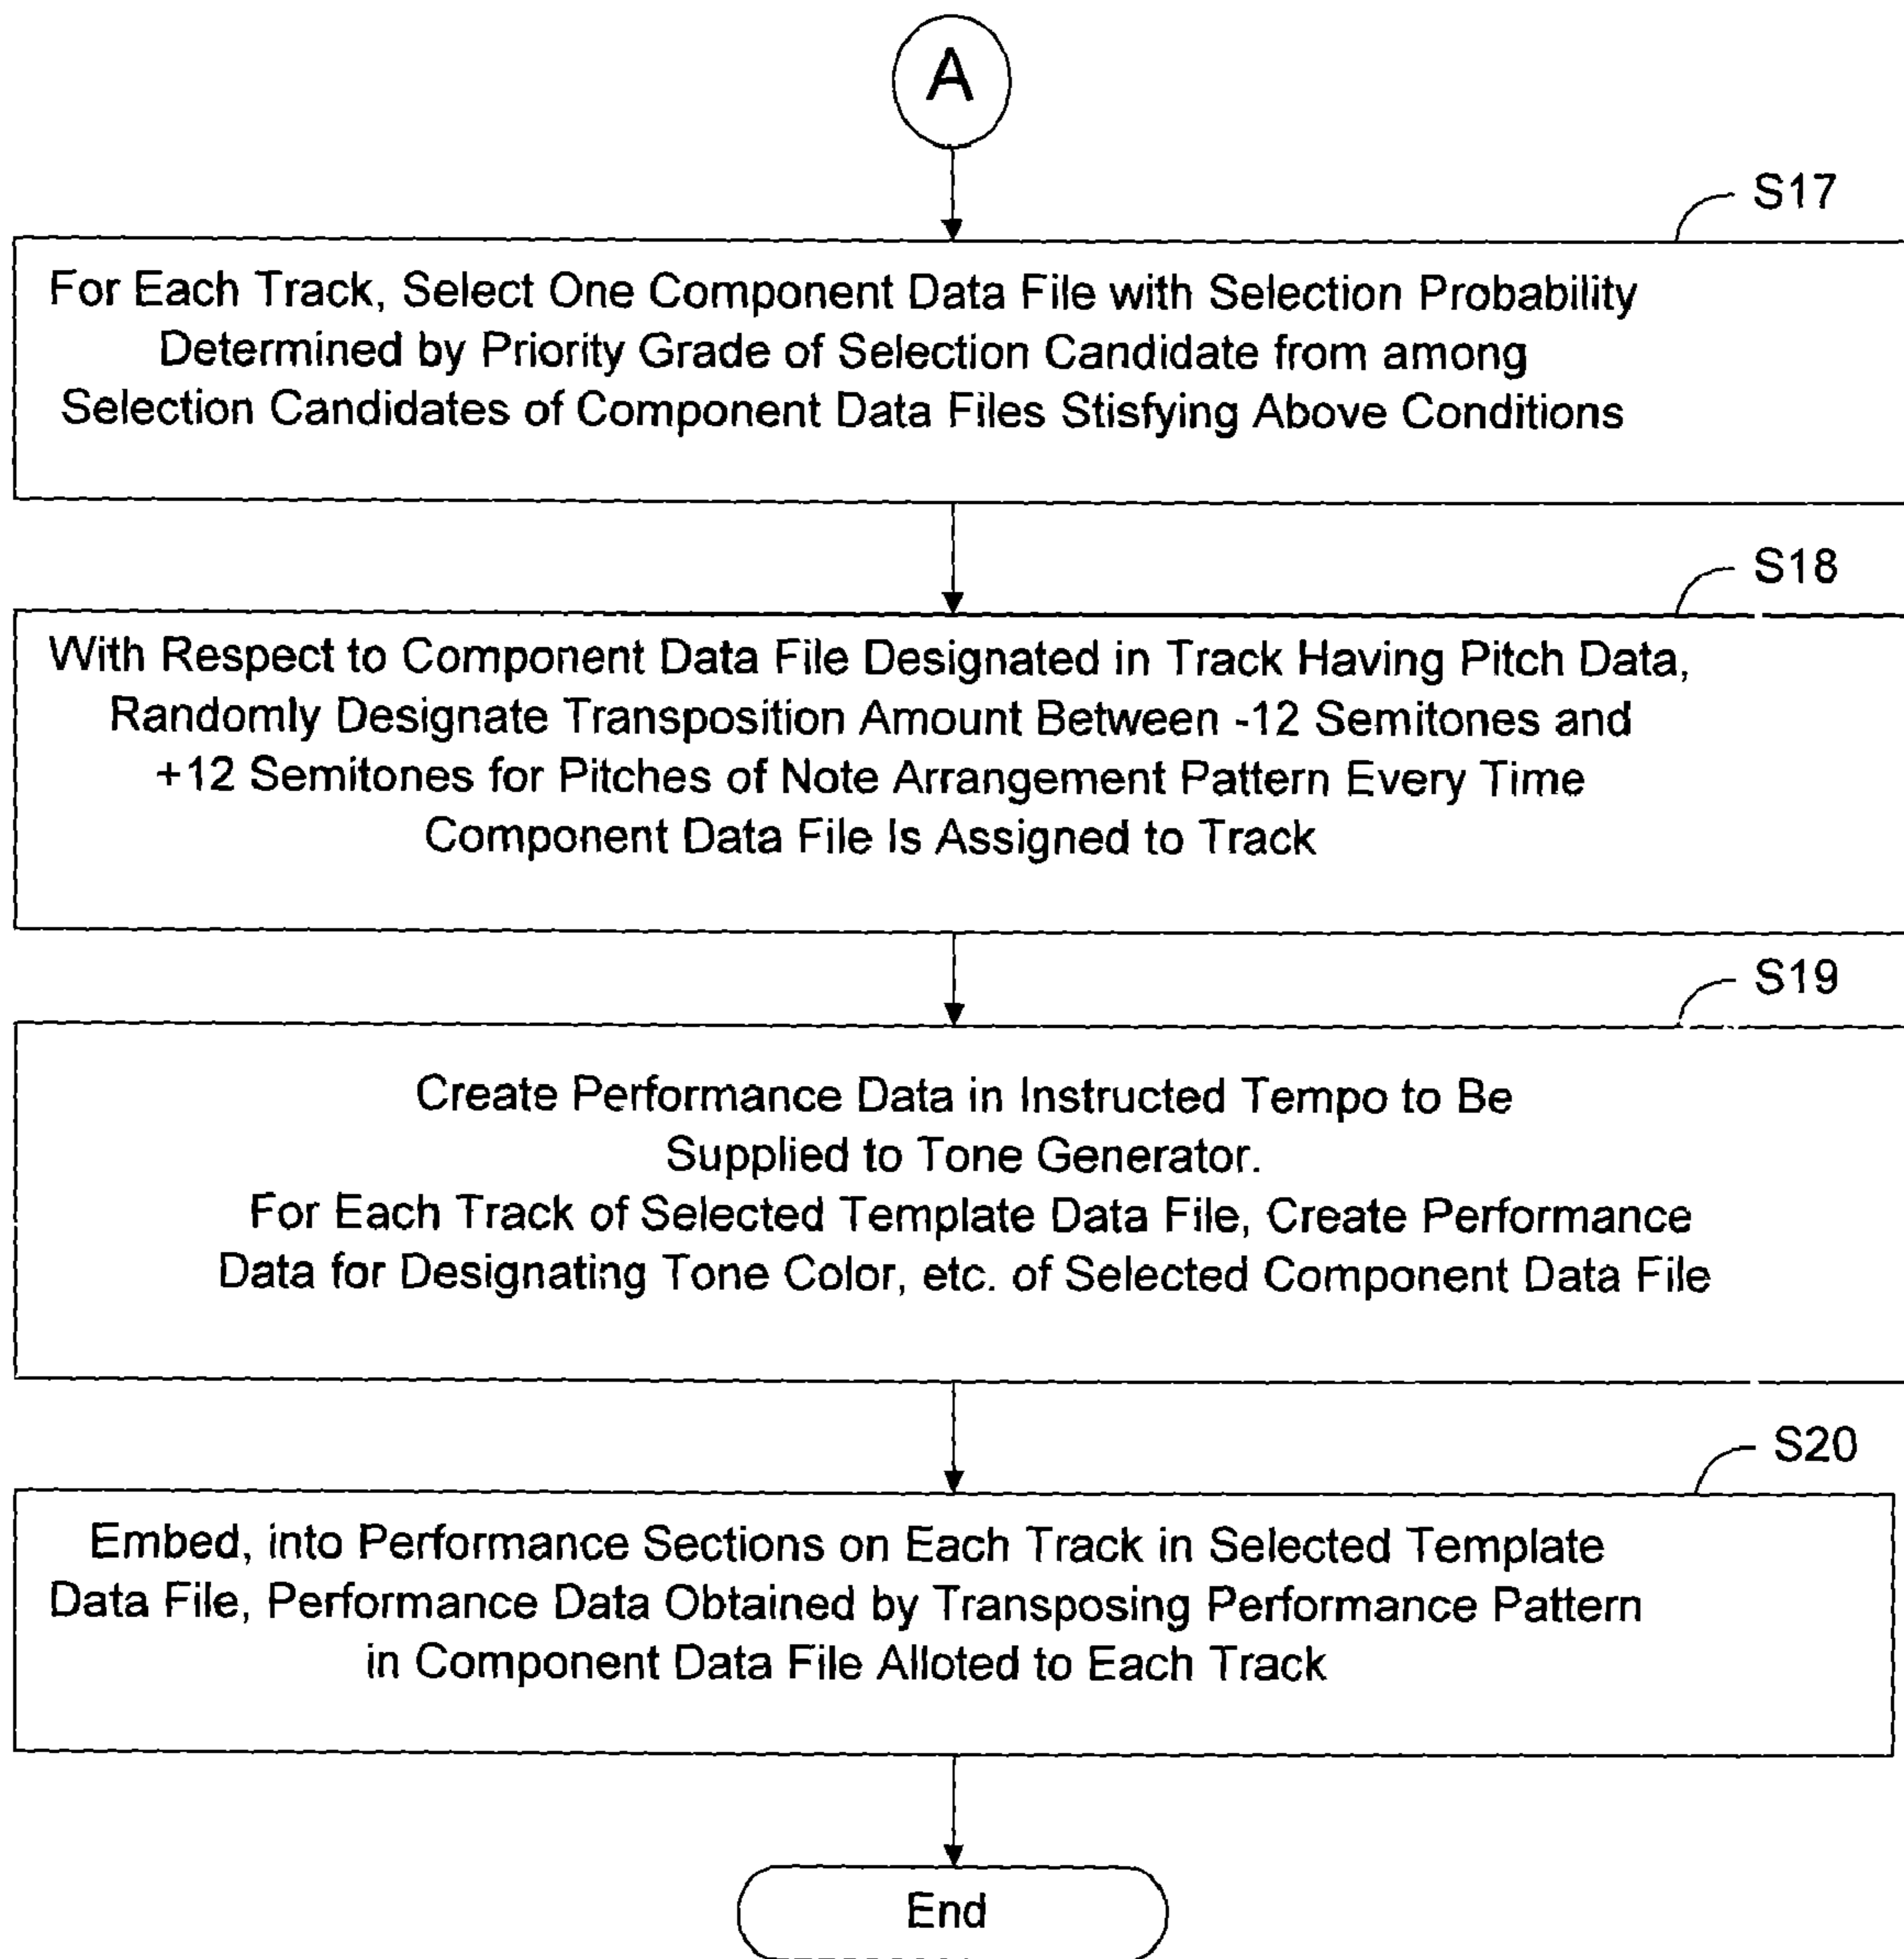 A
S17
For Each Track, Select One Component Data File with Selection Probability
Determined by Priority Grade of Selection Candidate from among
Selection Candidates of Component Data Files Stisfying Above Conditions
S18
With Respect to Component Data File Designated in Track Having Pitch Data,
Randomly Designate Transposition Amount Between -12 Semitones and
+12 Semitones for Pitches of Note Arrangement Pattern Every Time
Component Data File Is Assigned to Track
S19
Create Performance Data in Instructed Tempo to Be
Supplied to Tone Generator.
For Each Track of Selected Template Data File, Create Performance
Data for Designating Tone Color, etc. of Selected Component Data File
S20
Embed, into Performance Sections on Each Track in Selected Template
Data File, Performance Data Obtained by Transposing Performance Pattern
in Component Data File Alloted to Each Track
End